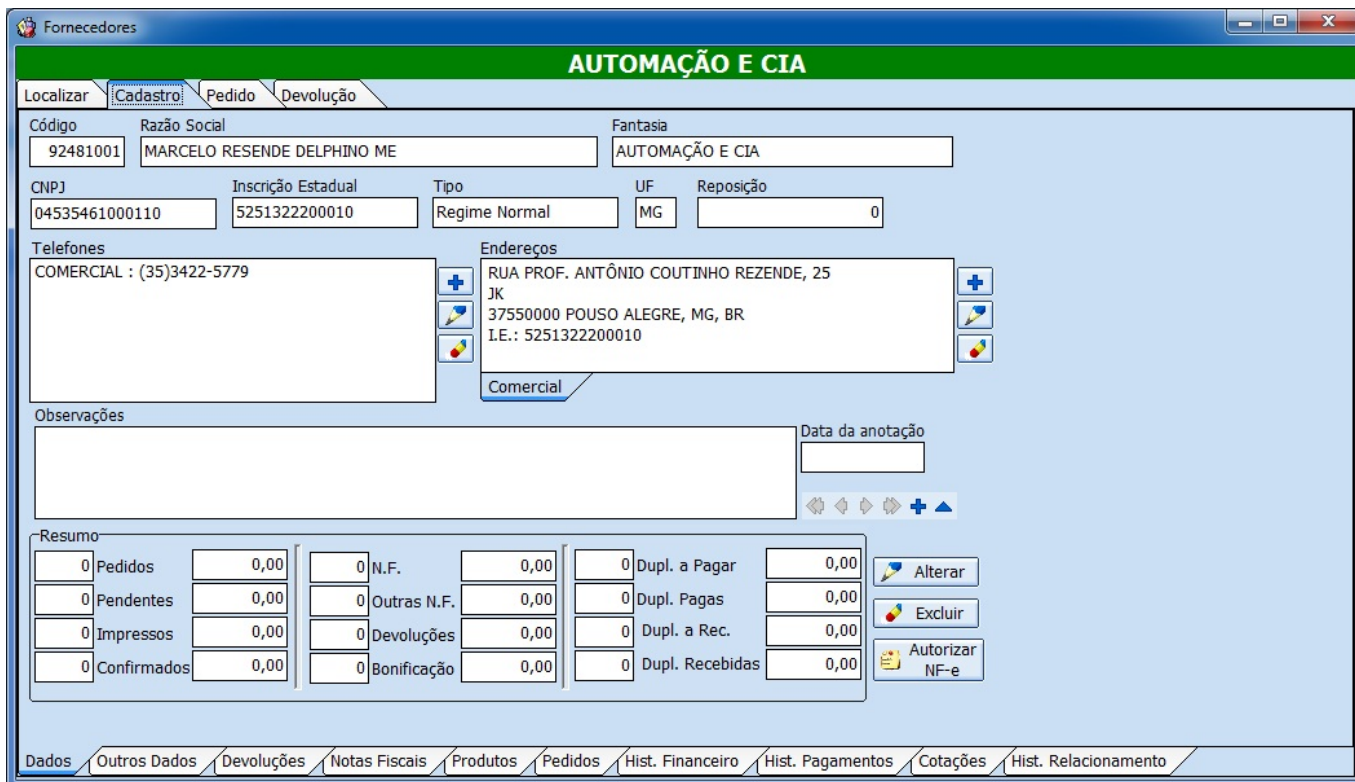 Fornecedores
AUTOMAÇÃO E CIA
Localizar Cadastro Pedido Devolução
Código Razão Social Fantasia
92481001 MARCELO RESENDE DELPHINO ME AUTOMAÇÃO E CIA
CNPJ Inscrição Estadual Tipo UF Reposição
04535461000110 5251322200010 Regime Normal MG 0
Telefones Endereços
COMERCIAL : (35)3422-5779
RUA PROF. ANTÔNIO COUTINHO REZENDE, 25
JK
37550000 POUSO ALEGRE, MG, BR
I.E.: 5251322200010
Comercial
Observações
Data da anotação
Resumo
0 Pedidos 0,00 0 N.F. 0,00 0 Dupl. a Pagar 0,00
0 Pendentes 0,00 0 Outras N.F. 0,00 0 Dupl. Pagas 0,00
0 Impressos 0,00 0 Devoluções 0,00 0 Dupl. a Rec. 0,00
0 Confirmados 0,00 0 Bonificação 0,00 0 Dupl. Recebidas 0,00
Alterar
Excluir
Autorizar
NF-e
Dados Outros Dados Devoluções Notas Fiscais Produtos Pedidos Hist. Financeiro Hist. Pagamentos Cotações Hist. Relacionamento